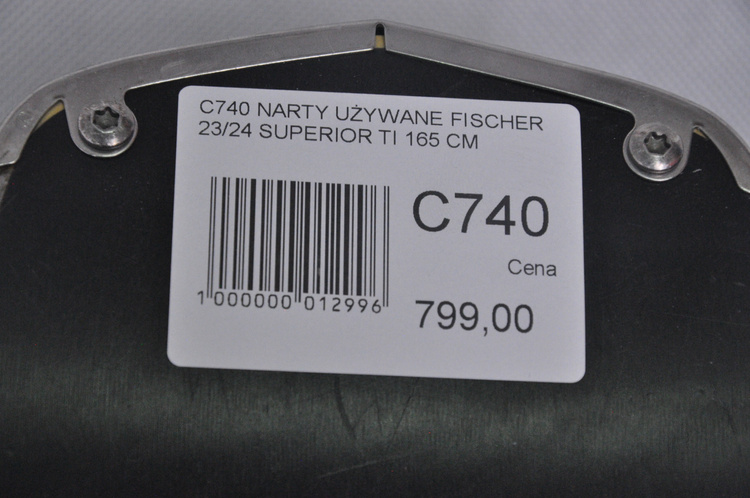 C740 NARTY UŻYWANE FISCHER
23/24 SUPERIOR TI 165 CM
C740
Cena
1 000000 012996
799,00